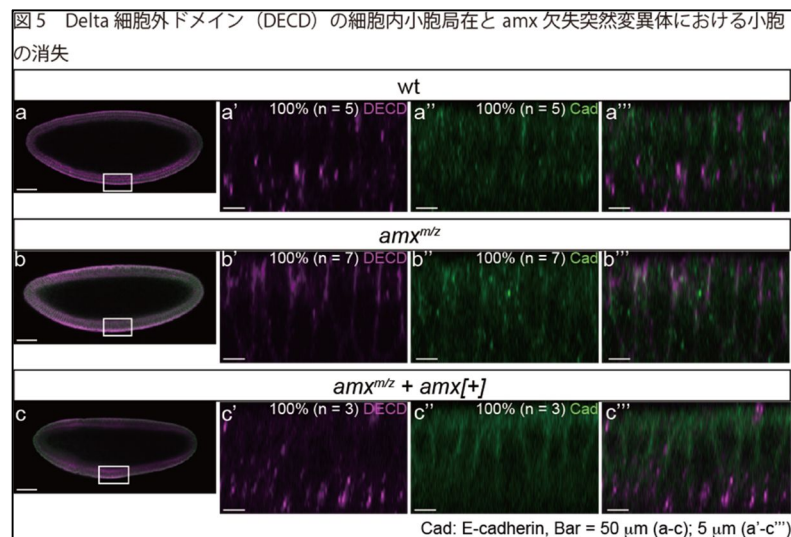 図 5　Delta 細胞外ドメイン（DECD）の細胞内小胞局在と amx 欠失突然変異体における小胞
の消失
wt
a
a’ 100% (n = 5) DECD
a’’ 100% (n = 5) Cad
a’’’
amx^m/z
b
b’ 100% (n = 7) DECD
b’’ 100% (n = 7) Cad
b’’’
amx^m/z + amx[+]
c
c’ 100% (n = 3) DECD
c’’ 100% (n = 3) Cad
c’’’
Cad: E-cadherin, Bar = 50 μm (a-c); 5 μm (a’-c’’’)